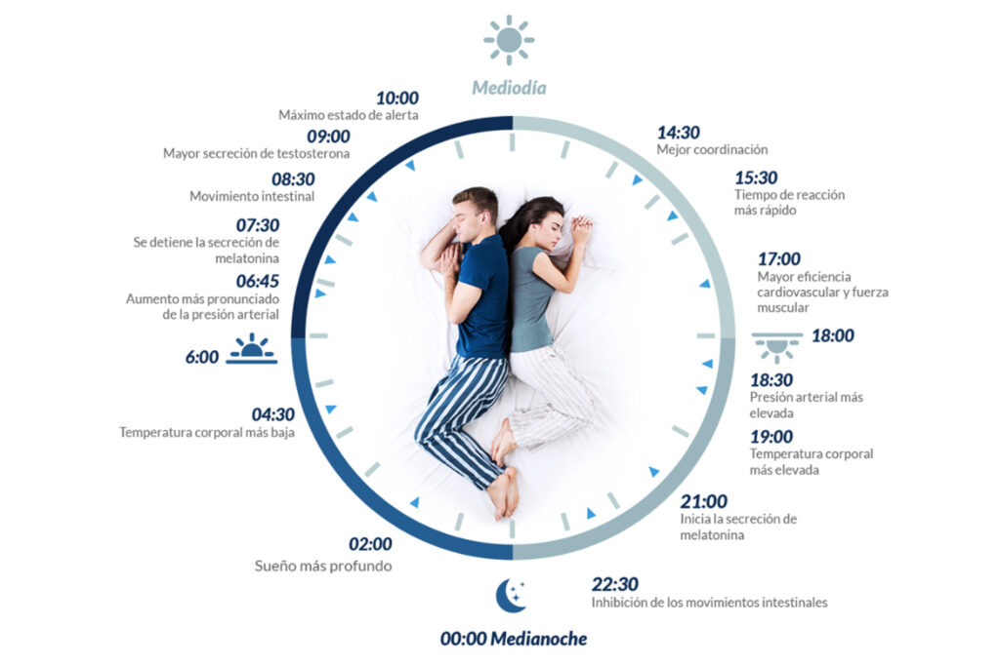 Mediodía
10:00
Máximo estado de alerta
09:00
Mayor secreción de testosterona
08:30
Movimiento intestinal
07:30
Se detiene la secreción de
melatonina
06:45
Aumento más pronunciado
de la presión arterial
6:00
04:30
Temperatura corporal más baja
02:00
Sueño más profundo
14:30
Mejor coordinación
15:30
Tiempo de reacción
más rápido
17:00
Mayor eficiencia
cardiovascular y fuerza
muscular
18:00
18:30
Presión arterial más
elevada
19:00
Temperatura corporal
más elevada
21:00
Inicia la secreción de
melatonina
22:30
Inhibición de los movimientos intestinales
00:00 Medianoche